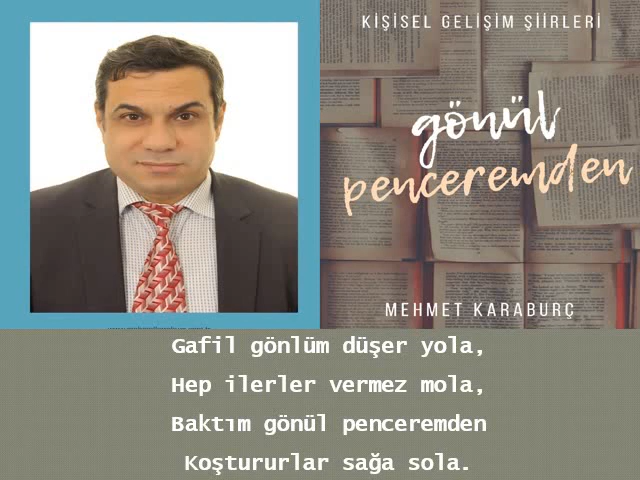 KİŞİSEL GELİŞİM ŞİİRLERİ
gönül
penceremden
MEHMET KARABURÇ
Gafil gönlüm düşer yola,
Hep ilerler vermez mola,
Baktım gönül penceremden
Koştururlar sağa sola.